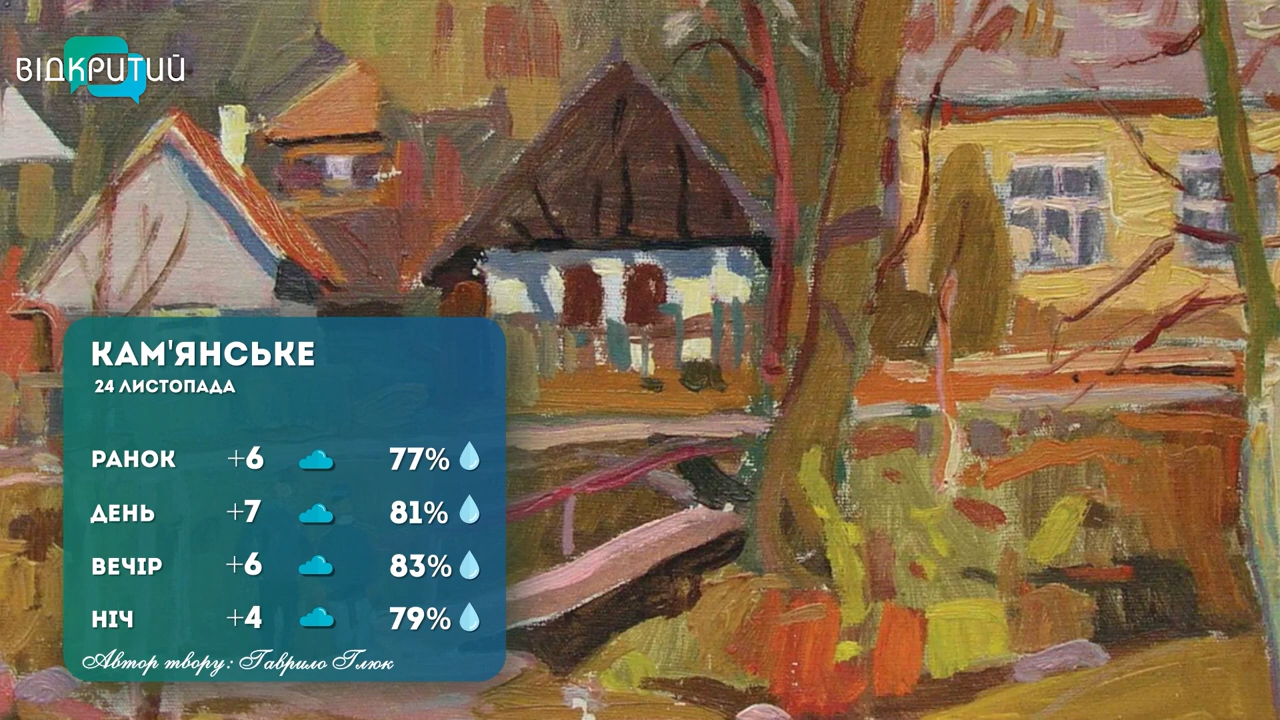 ВІДКРИТИЙ
КАМ'ЯНСЬКЕ
24 ЛИСТОПАДА
РАНОК +6 77%
ДЕНЬ +7 81%
ВЕЧІР +6 83%
НІЧ +4 79%
Автор твору: Гаврило Глюк